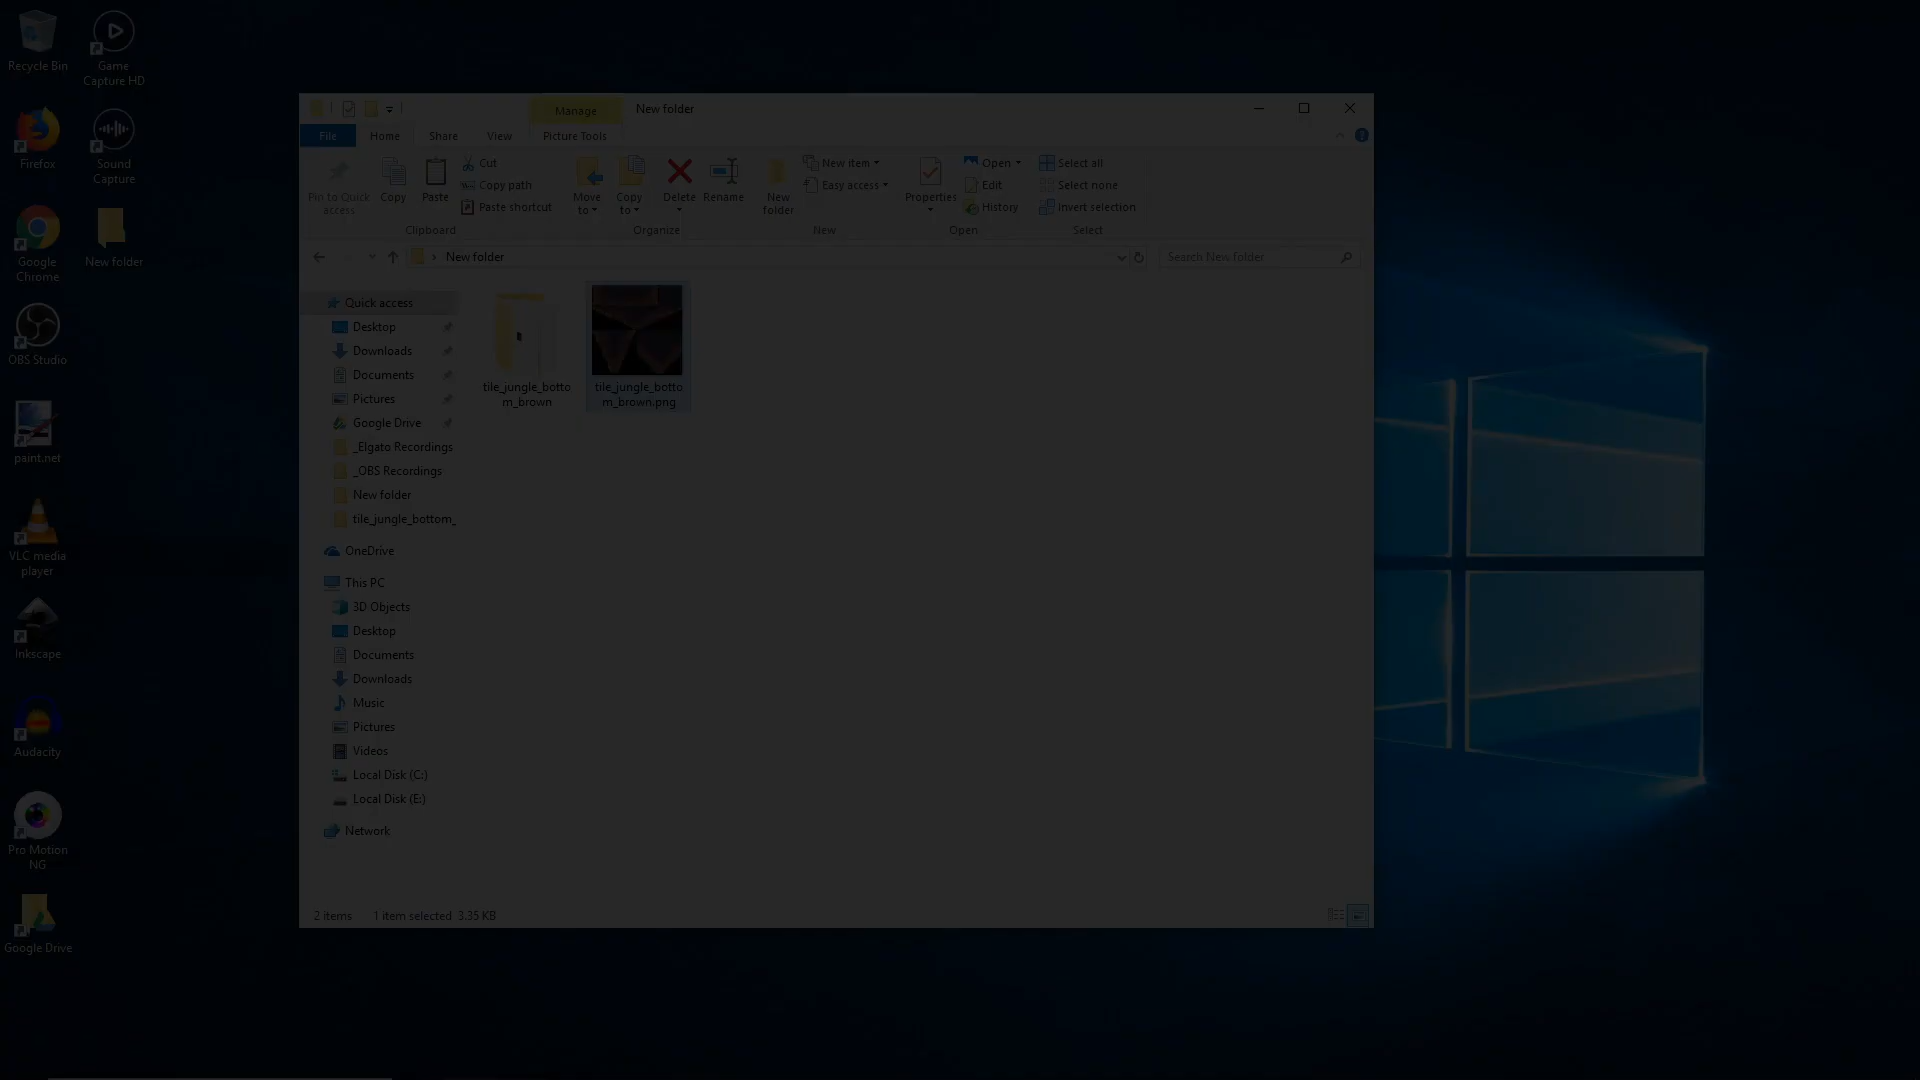 Recycle Bin
Game
Capture HD
Firefox
Sound
Capture
Google
Chrome
New folder
OBS Studio
paint.net
VLC media
player
Inkscape
Audacity
Pro Motion
NG
Google Drive
Manage
New folder
File
Home
Share
View
Picture Tools
Pin to Quick
access
Copy
Paste
Cut
Copy path
Paste shortcut
Clipboard
Move
to
Copy
to
Delete
Rename
Organize
New
folder
New item
Easy access
New
Properties
Open
Edit
History
Open
Select all
Select none
Invert selection
Select
New folder
Search New folder
Quick access
Desktop
Downloads
Documents
Pictures
Google Drive
_Elgato Recordings
_OBS Recordings
New folder
tile_jungle_bottom_
OneDrive
This PC
3D Objects
Desktop
Documents
Downloads
Music
Pictures
Videos
Local Disk (C:)
Local Disk (E:)
Network
tile_jungle_botto
m_brown
tile_jungle_botto
m_brown.png
2 items
1 item selected 3.35 KB